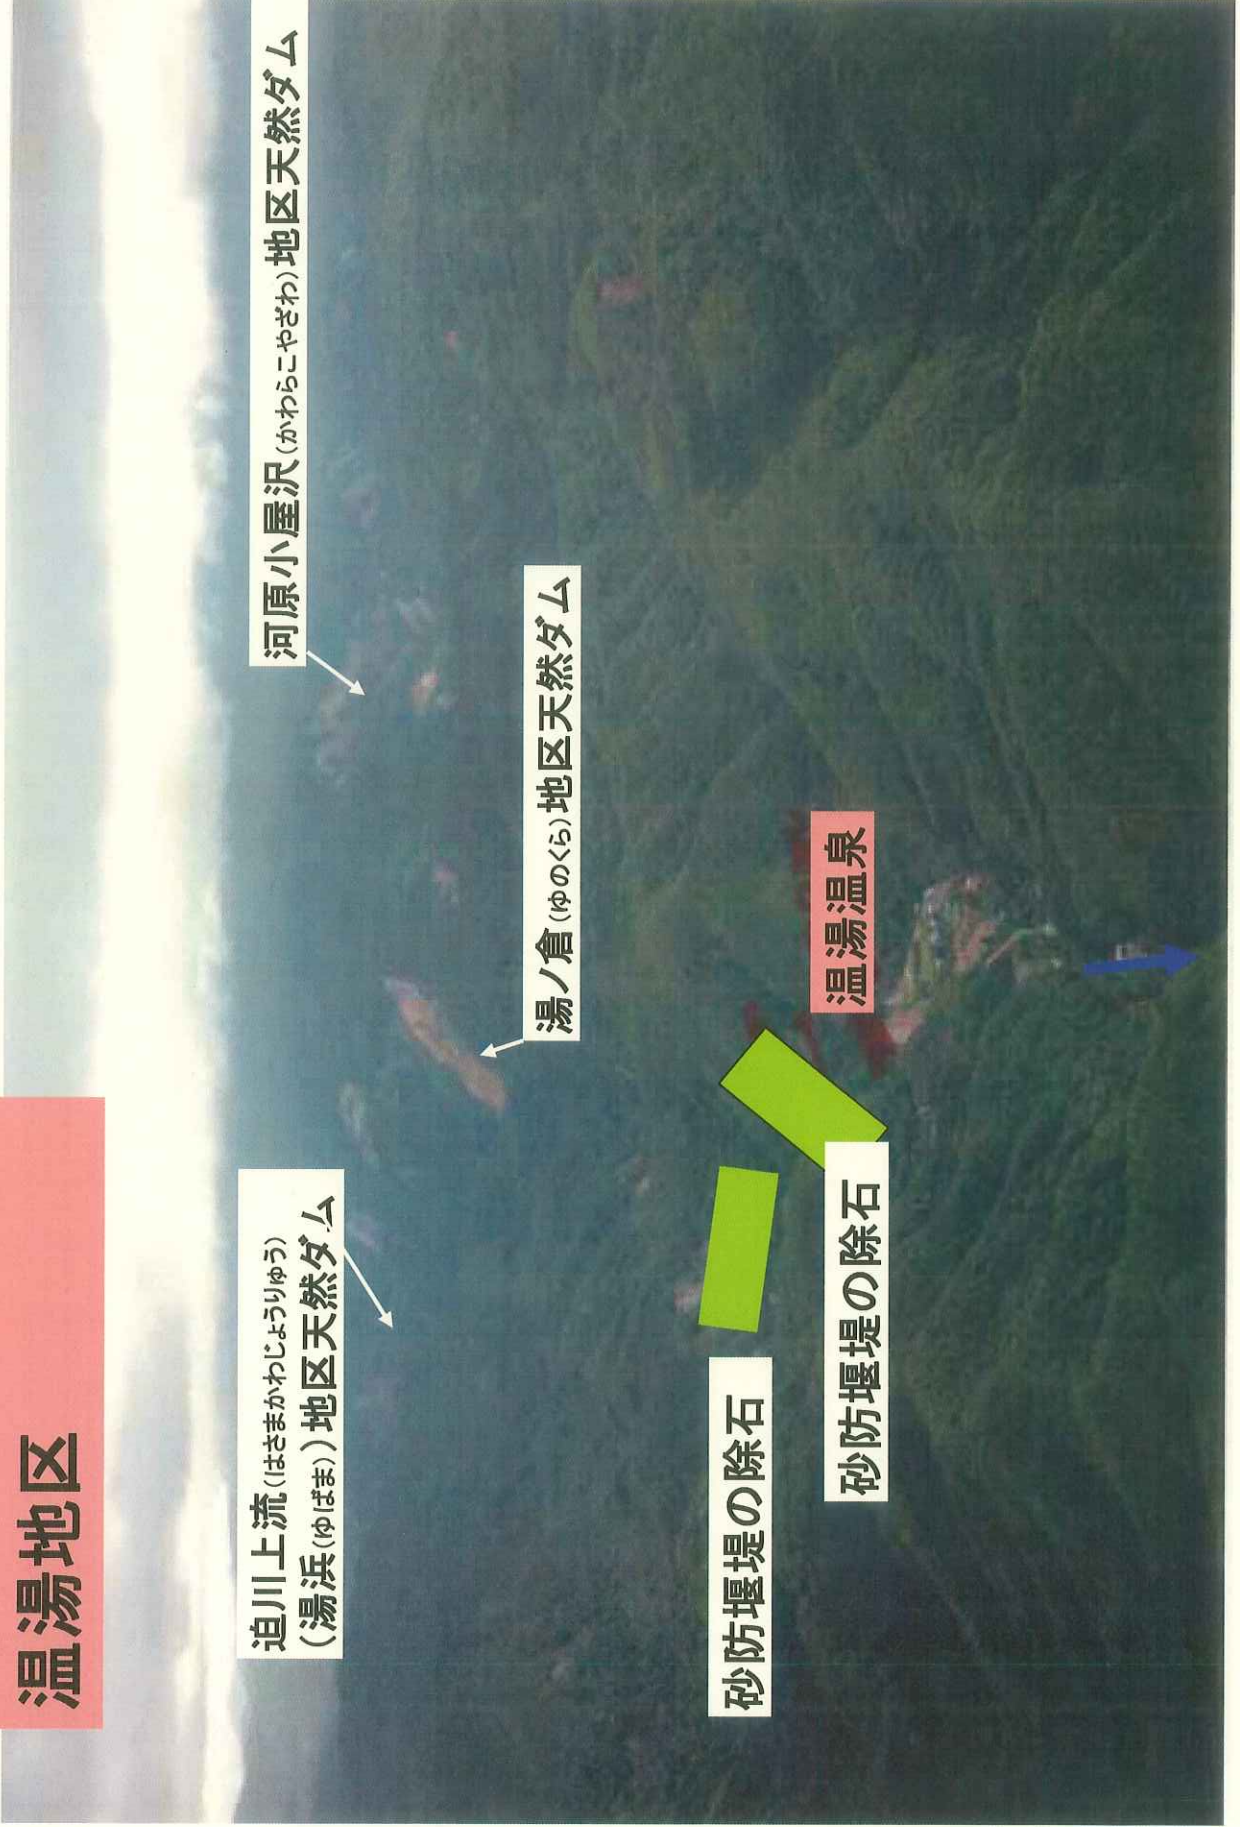 温湯地区
迫川上流(はさまかわじょうりゅう)
(湯浜(ゆばま))地区天然ダム
河原小屋沢(かわらこやざわ)地区天然ダム
湯ノ倉(ゆのくら)地区天然ダム
温湯温泉
砂防堰堤の除石
砂防堰堤の除石